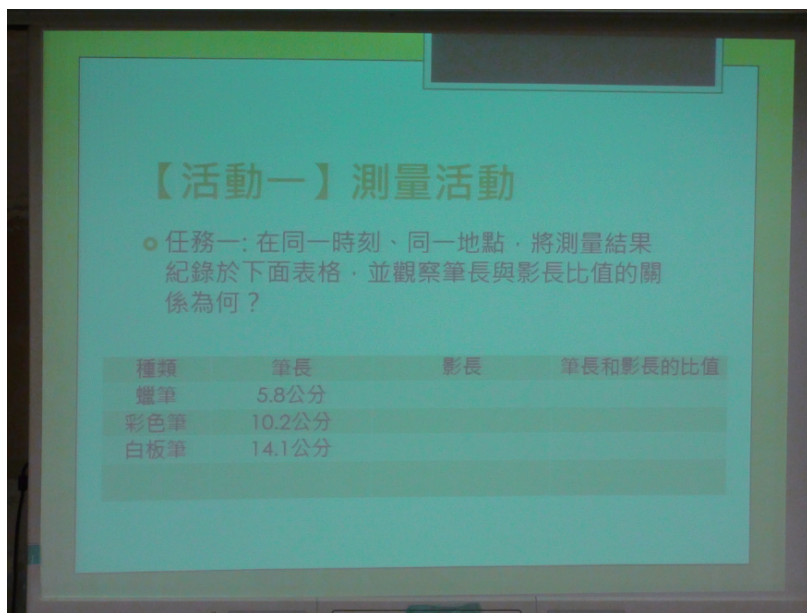 【活動一】測量活動
任務一: 在同一時刻、同一地點，將測量結果
紀錄於下面表格，並觀察筆長與影長比值的關
係為何？
種類 筆長 影長 筆長和影長的比值
蠟筆 5.8公分
彩色筆 10.2公分
白板筆 14.1公分